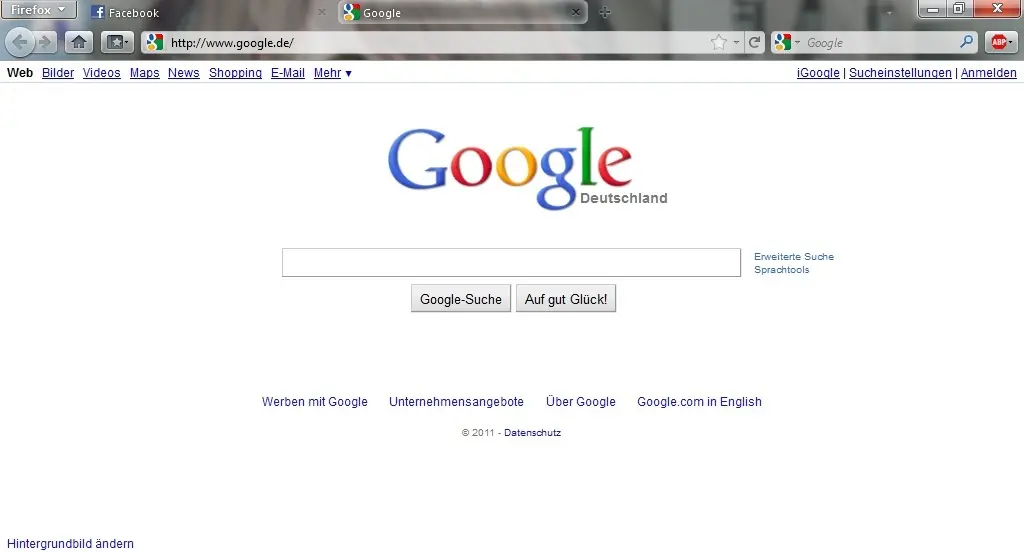 Firefox
Facebook
Google
http://www.google.de/
Google
ABP
Web Bilder Videos Maps News Shopping E-Mail Mehr ▼
iGoogle | Sucheinstellungen | Anmelden
Google
Deutschland
Erweiterte Suche
Sprachtools
Google-Suche Auf gut Glück!
Werben mit Google Unternehmensangebote Über Google Google.com in English
© 2011 - Datenschutz
Hintergrundbild ändern